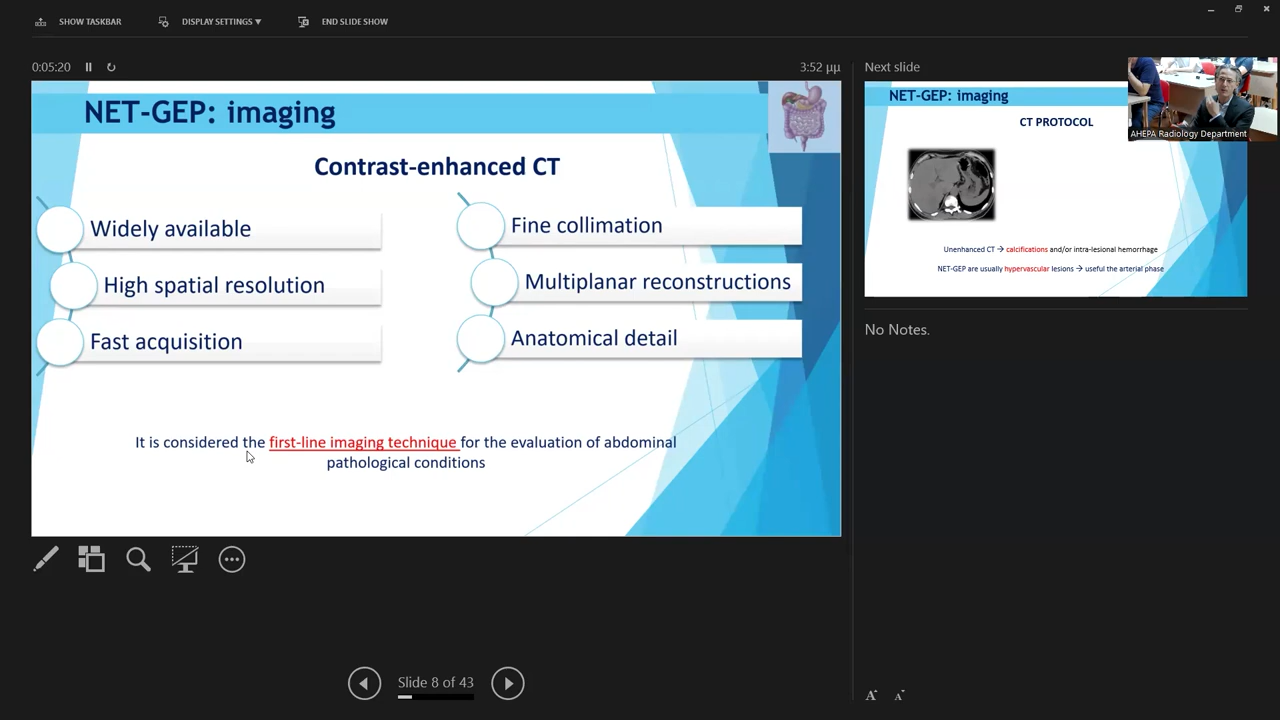 SHOW TASKBAR
DISPLAY SETTINGS ▼
END SLIDE SHOW
0:05:20
3:52 μμ
NET-GEP: imaging
Contrast-enhanced CT
Widely available
High spatial resolution
Fast acquisition
Fine collimation
Multiplanar reconstructions
Anatomical detail
It is considered the first-line imaging technique for the evaluation of abdominal
pathological conditions
Slide 8 of 43
Next slide
NET-GEP: imaging
CT PROTOCOL
Unenhanced CT → calcifications and/or intra-lesional hemorrhage
NET-GEP are usually hypervascular lesions → useful the arterial phase
AHEPA Radiology Department
No Notes.
A A